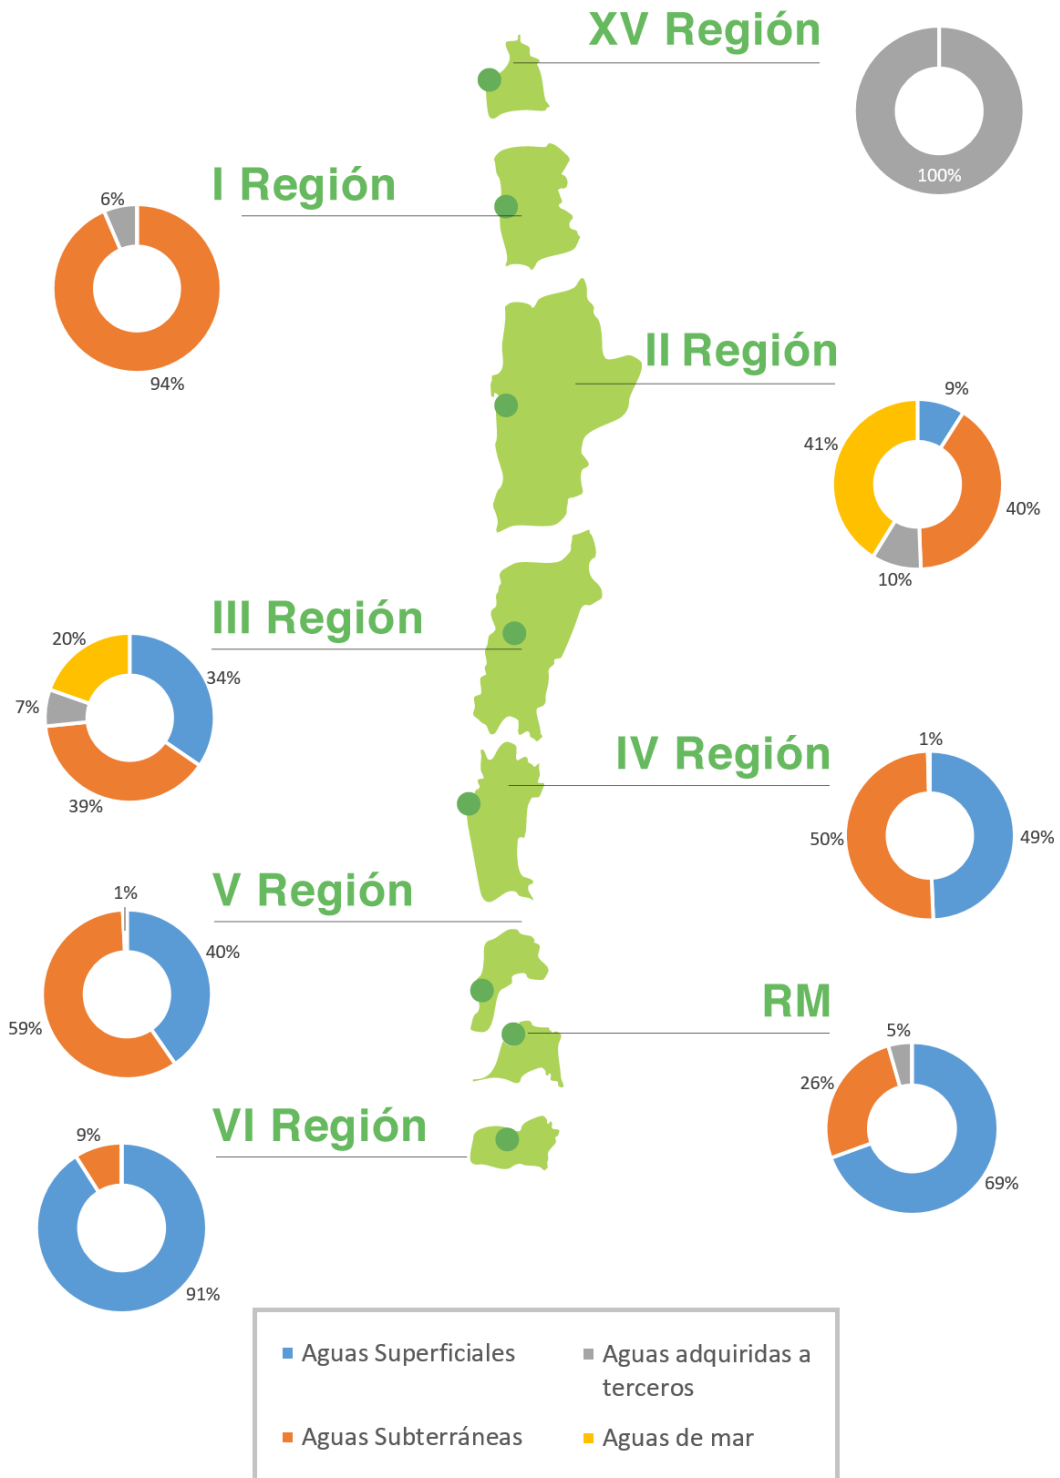 XV Región
100%
I Región
6%
94%
II Región
9%
41%
40%
10%
III Región
20%
34%
7%
39%
IV Región
1%
50%
49%
V Región
1%
40%
59%
RM
5%
26%
69%
VI Región
9%
91%
Aguas Superficiales
Aguas adquiridas a
terceros
Aguas Subterráneas
Aguas de mar